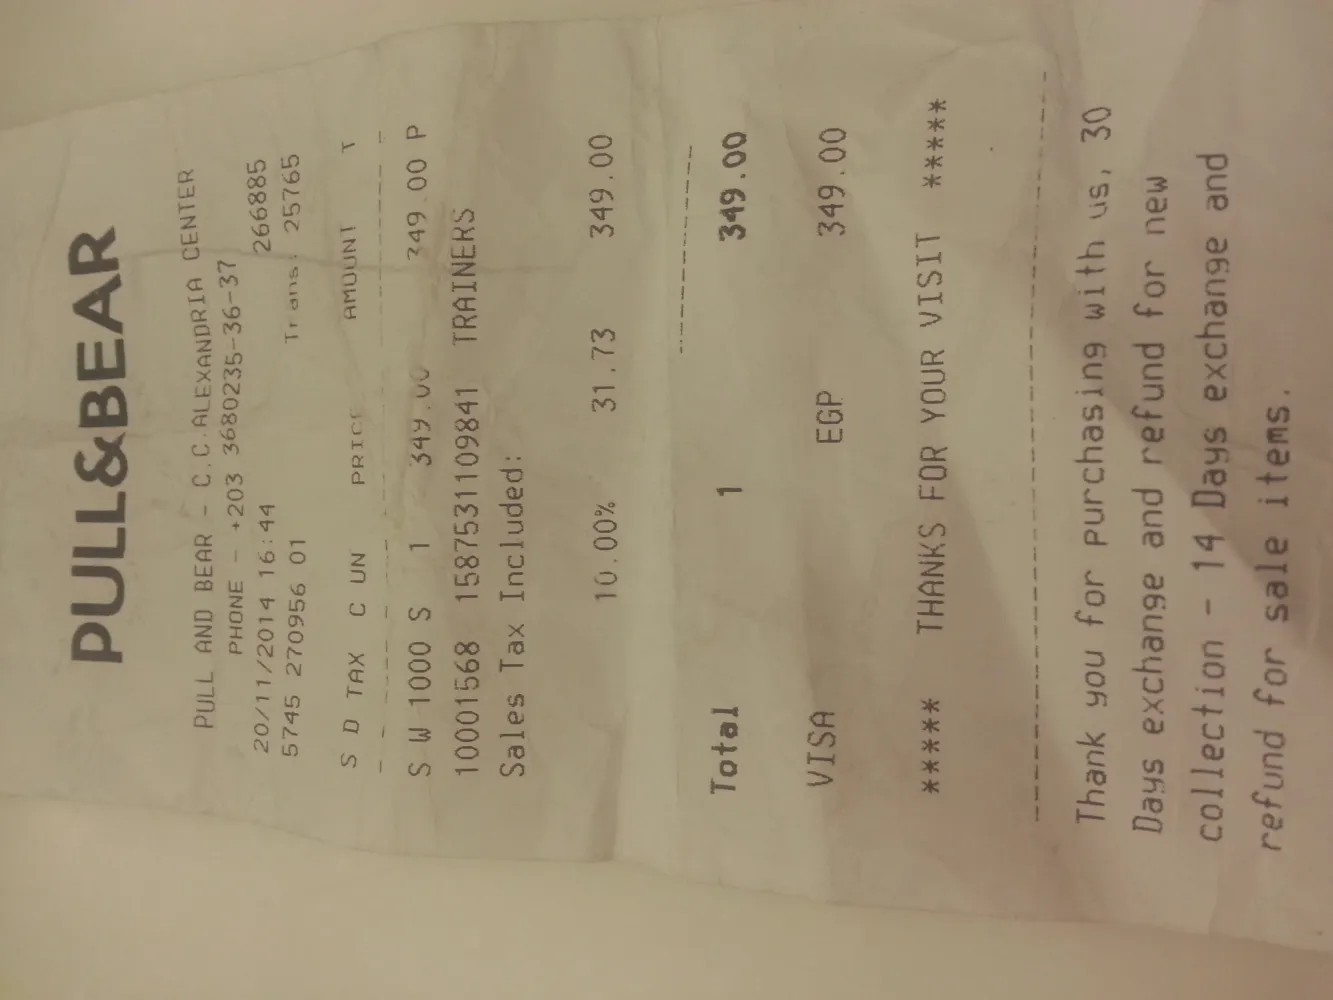 PULL&BEAR
PULL AND BEAR - C.C.ALEXANDRIA CENTER
PHONE - +203 3680235-36-37
20/11/2014 16:44 266885
5745 270956 01 Trans: 25765
S D TAX C UN PRICE AMOUNT T
S W 1000 S 1 349.00 349.00 P
10001568 15875311109841 TRAINERS
Sales Tax Included:
10.00% 31.73 349.00
Total 1 349.00
VISA EGP 349.00
***** THANKS FOR YOUR VISIT *****
Thank you for purchasing with us, 30
Days exchange and refund for new
collection - 14 Days exchange and
refund for sale items.